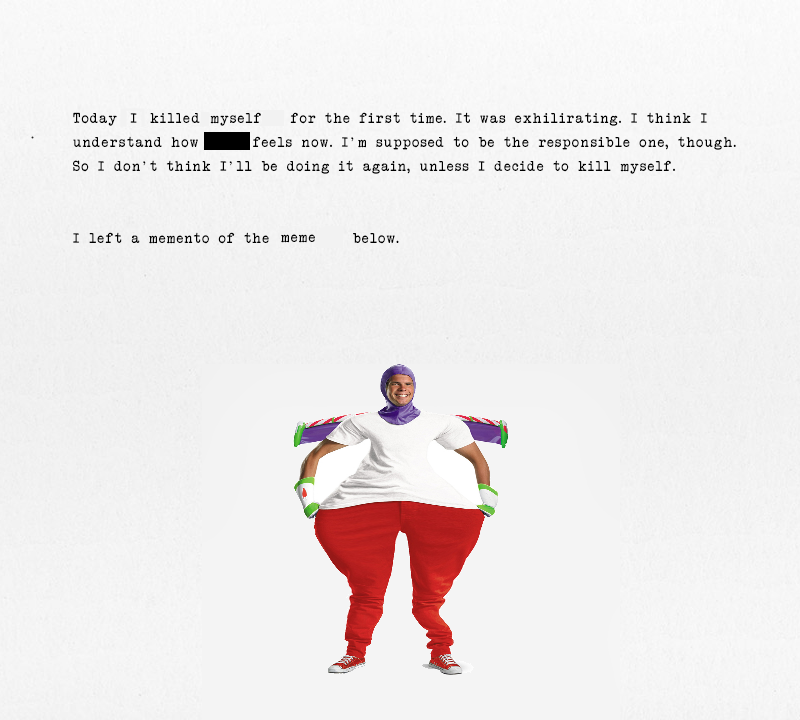 Today I killed myself for the first time. It was exhilirating. I think I
understand how feels now. I'm supposed to be the responsible one, though.
So I don't think I'll be doing it again, unless I decide to kill myself.
I left a memento of the meme below.